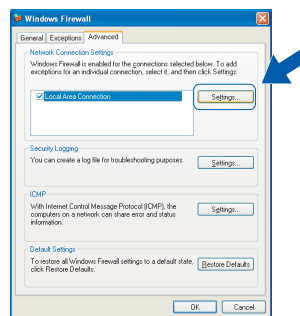 Windows Firewall
General Exceptions Advanced
Network Connection Settings
Windows Firewall is enabled for the connections selected below. To add
exceptions for an individual connection, select it, and then click Settings:
Local Area Connection
Settings...
Security Logging
You can create a log file for troubleshooting purposes.
Settings...
ICMP
With Internet Control Message Protocol (ICMP), the
computers on a network can share error and status
information.
Settings...
Default Settings
To restore all Windows Firewall settings to a default state,
click Restore Defaults.
Restore Defaults
OK Cancel